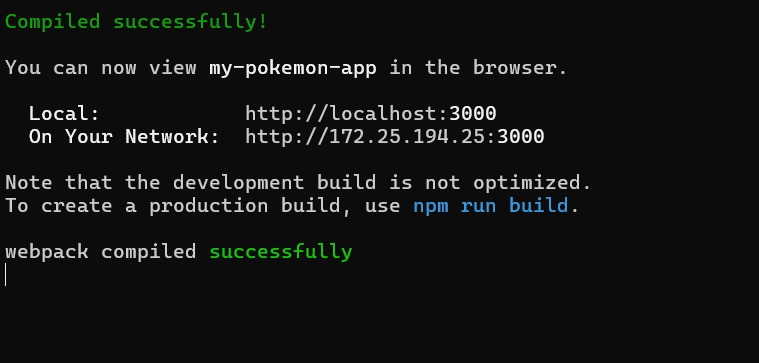 Compiled successfully!
You can now view my-pokemon-app in the browser.
Local: http://localhost:3000
On Your Network: http://172.25.194.25:3000
Note that the development build is not optimized.
To create a production build, use npm run build.
webpack compiled successfully